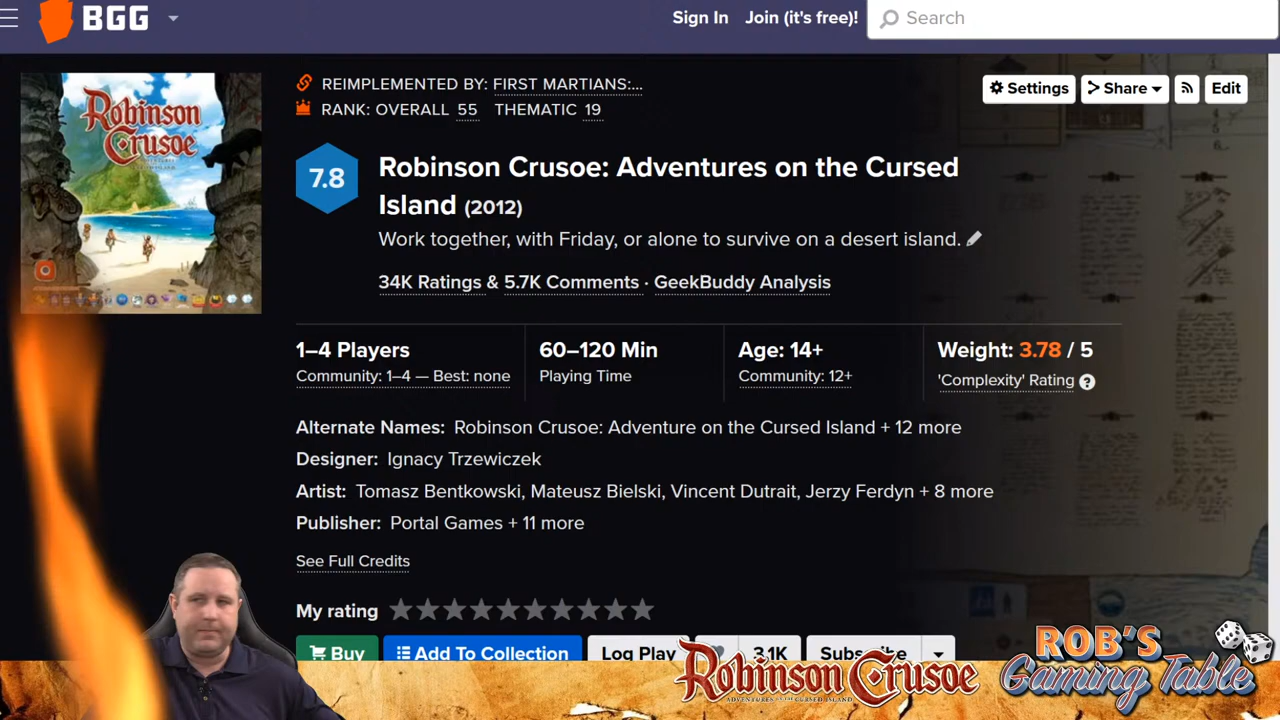 BGG
Sign In
Join (it's free)!
Search
REIMPLEMENTED BY: FIRST MARTIANS:...
RANK: OVERALL 55 THEMATIC 19
Settings
Share
Edit
Robinson
Crusoe
7.8
Robinson Crusoe: Adventures on the Cursed
Island (2012)
Work together, with Friday, or alone to survive on a desert island.
34K Ratings & 5.7K Comments · GeekBuddy Analysis
1–4 Players
Community: 1–4 — Best: none
60–120 Min
Playing Time
Age: 14+
Community: 12+
Weight: 3.78 / 5
'Complexity' Rating ?
Alternate Names: Robinson Crusoe: Adventure on the Cursed Island + 12 more
Designer: Ignacy Trzewiczek
Artist: Tomasz Bentkowski, Mateusz Bielski, Vincent Dutrait, Jerzy Ferdyn + 8 more
Publisher: Portal Games + 11 more
See Full Credits
My rating
Buy
Add To Collection
Log Play
3.1K
Subscribe
Robinson Crusoe
ADVENTURES ON THE CURSED ISLAND
ROB'S
Gaming Table